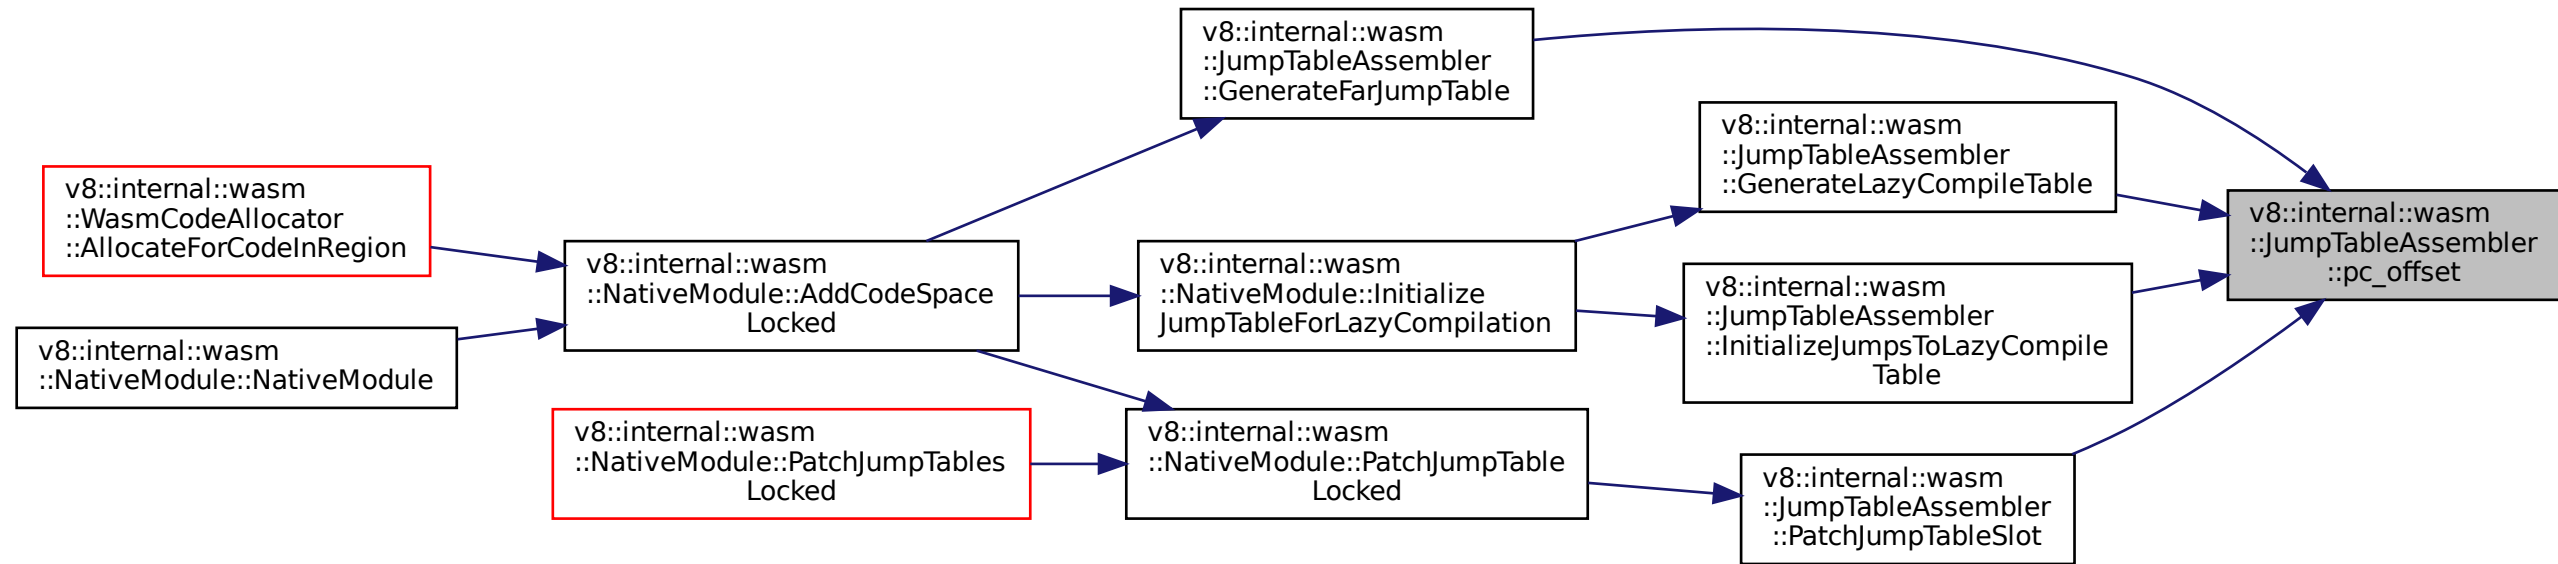 v8::internal::wasm
::JumpTableAssembler
::GenerateFarJumpTable
v8::internal::wasm
::JumpTableAssembler
::GenerateLazyCompileTable
v8::internal::wasm
::WasmCodeAllocator
::AllocateForCodeInRegion
v8::internal::wasm
::JumpTableAssembler
::pc_offset
v8::internal::wasm
::NativeModule::AddCodeSpace
Locked
v8::internal::wasm
::NativeModule::Initialize
JumpTableForLazyCompilation
v8::internal::wasm
::JumpTableAssembler
::InitializeJumpsToLazyCompile
Table
v8::internal::wasm
::NativeModule::NativeModule
v8::internal::wasm
::NativeModule::PatchJumpTables
Locked
v8::internal::wasm
::NativeModule::PatchJumpTable
Locked
v8::internal::wasm
::JumpTableAssembler
::PatchJumpTableSlot